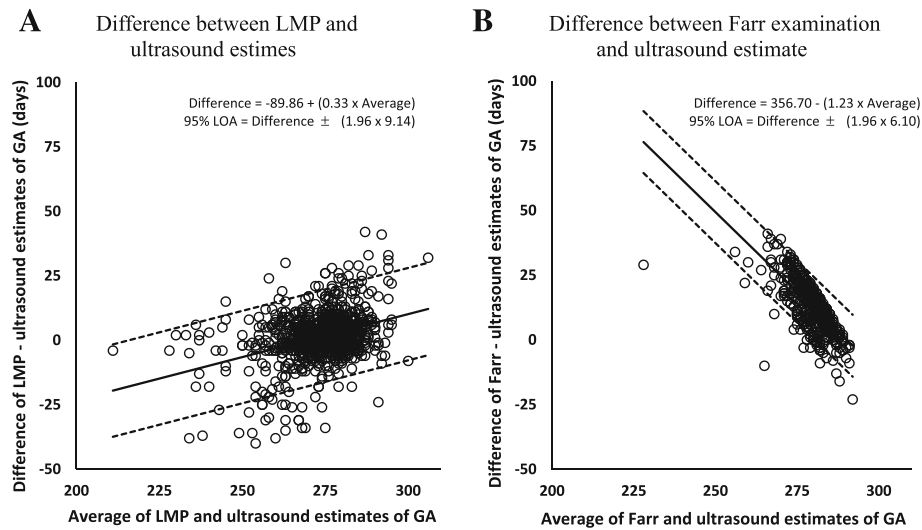 A
Difference between LMP and
ultrasound estimes
Difference of LMP - ultrasound estimates of GA (days)
Difference = -89.86 + (0.33 x Average)
95% LOA = Difference ± (1.96 x 9.14)
100
75
50
25
0
-25
-50
200
225
250
275
300
Average of LMP and ultrasound estimates of GA
B
Difference between Farr examination
and ultrasound estimate
Difference of Farr - ultrasound estimates of GA (days)
Difference = 356.70 - (1.23 x Average)
95% LOA = Difference ± (1.96 x 6.10)
100
75
50
25
0
-25
-50
200
225
250
275
300
Average of Farr and ultrasound estimates of GA